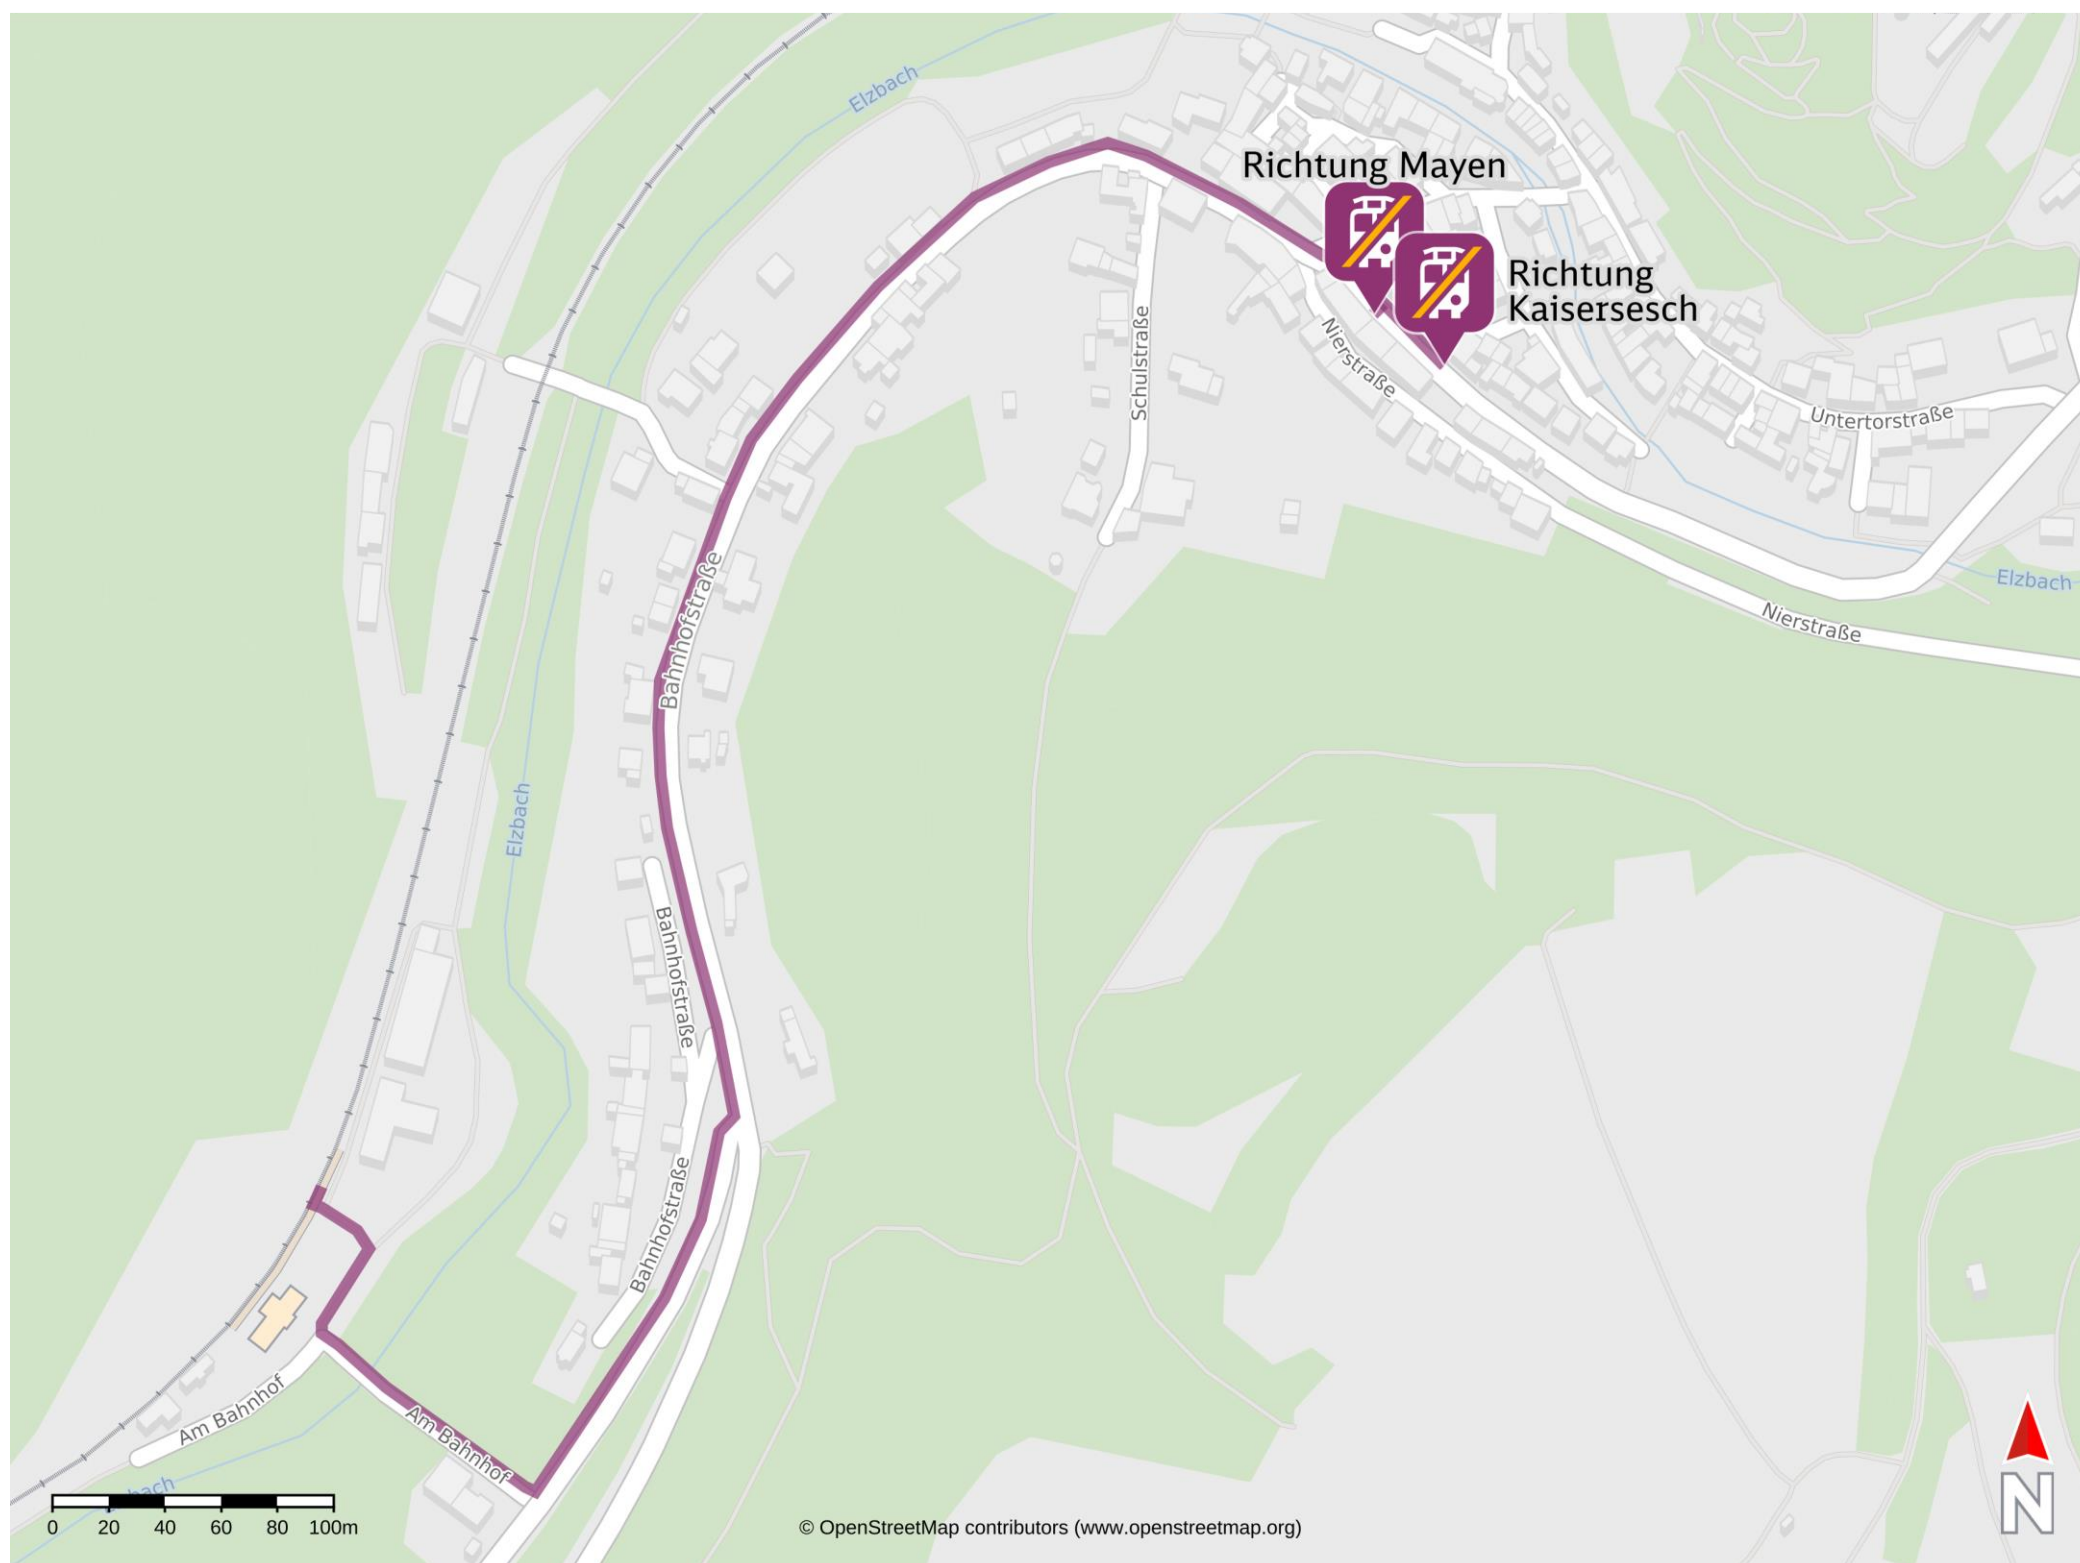 Elzbach
Richtung Mayen
Richtung
Kaisersesch
Schulstraße
Nierstraße
Untertorstraße
Elzbach
Nierstraße
Bahnhofstraße
Elzbach
Bahnhofstraße
Bahnhofstraße
Am Bahnhof
Am Bahnhof
bach
0 20 40 60 80 100m
© OpenStreetMap contributors (www.openstreetmap.org)
N